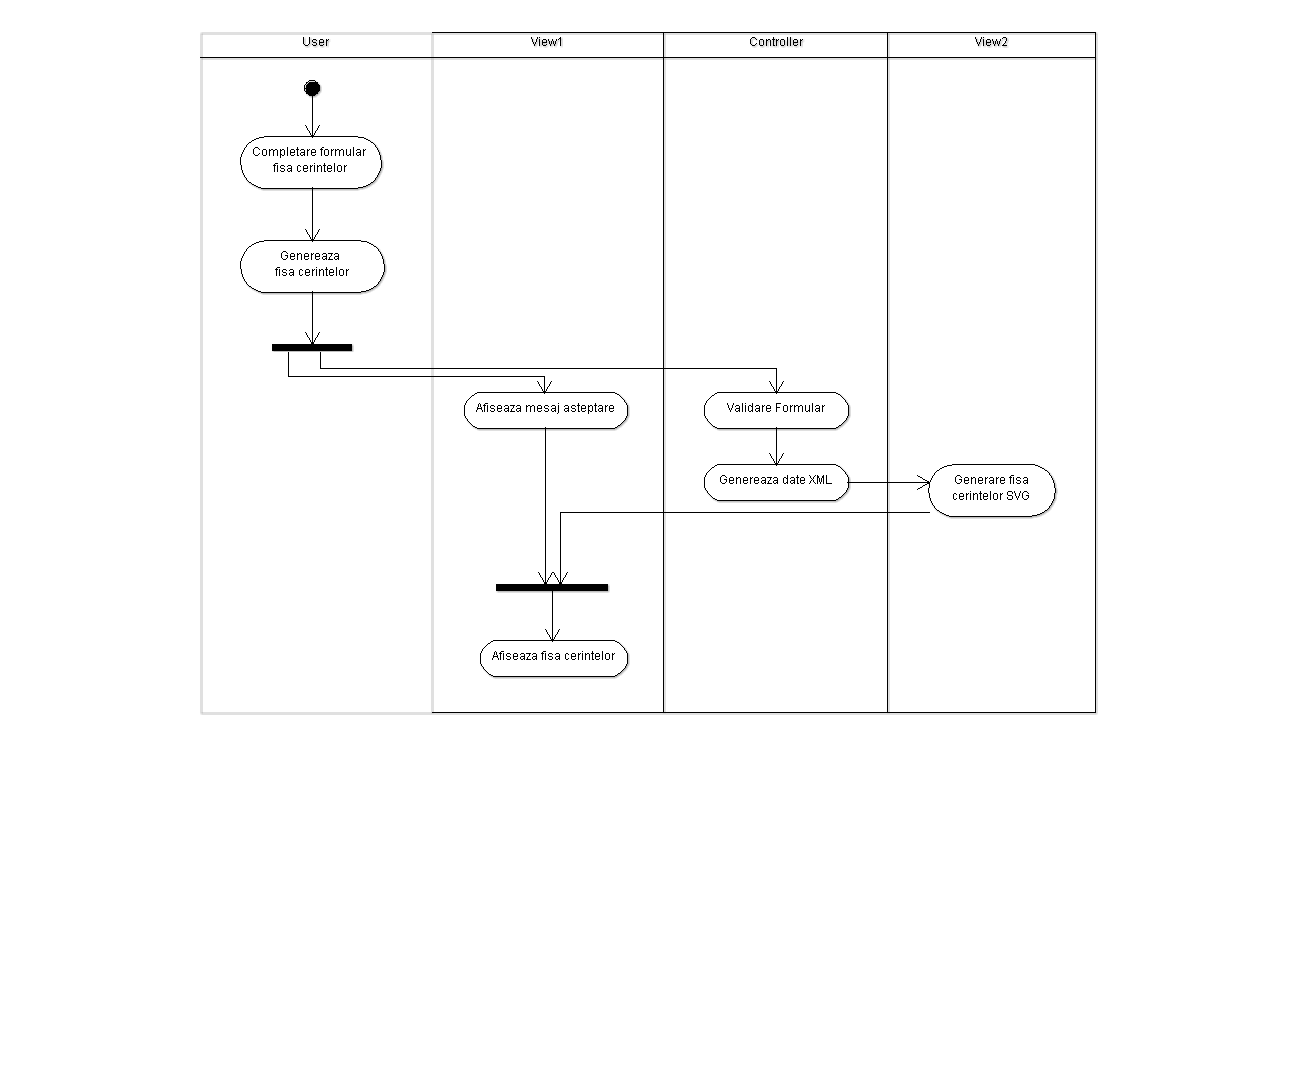 User
View1
Controller
View2
Completare formular
fisa cerintelor
Genereaza
fisa cerintelor
Afiseaza mesaj asteptare
Validare Formular
Genereaza date XML
Generare fisa
cerintelor SVG
Afiseaza fisa cerintelor